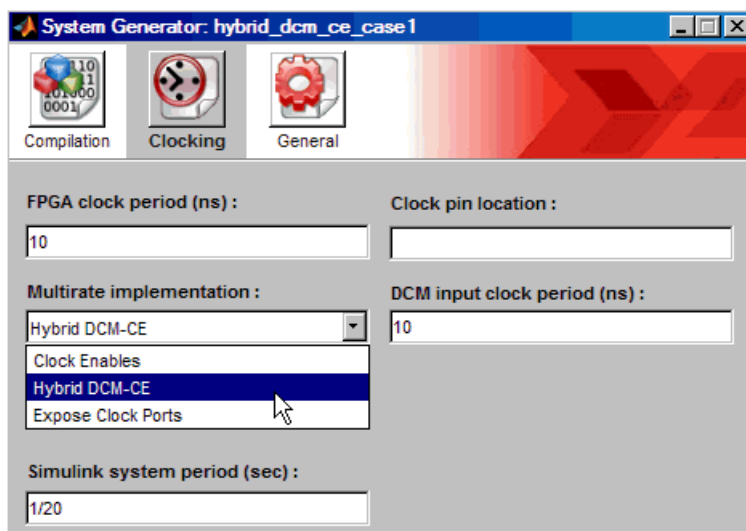 System Generator: hybrid_dcm_ce_case1
Compilation
Clocking
General
FPGA clock period (ns) :
Clock pin location :
10
Multirate implementation :
DCM input clock period (ns) :
Hybrid DCM-CE
10
Clock Enables
Hybrid DCM-CE
Expose Clock Ports
Simulink system period (sec) :
1/20